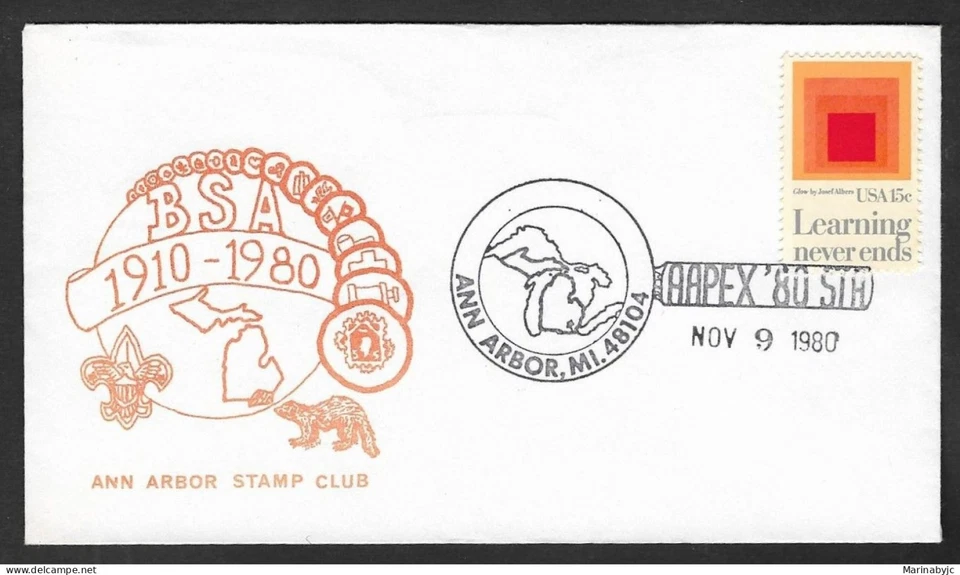 BSA
1910-1980
ANN ARBOR STAMP CLUB
ANN ARBOR, MI. 48104
AAPEX '80 STA
NOV 9 1980
Glow by Josef Albers
USA 15c
Learning
never ends
Marinabyjc